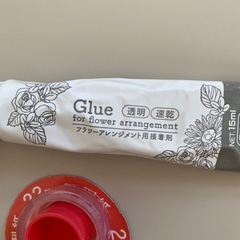 Glue
透明
速乾
for flower arrangement
フラワーアレンジメント用接着剤
NET.15ml